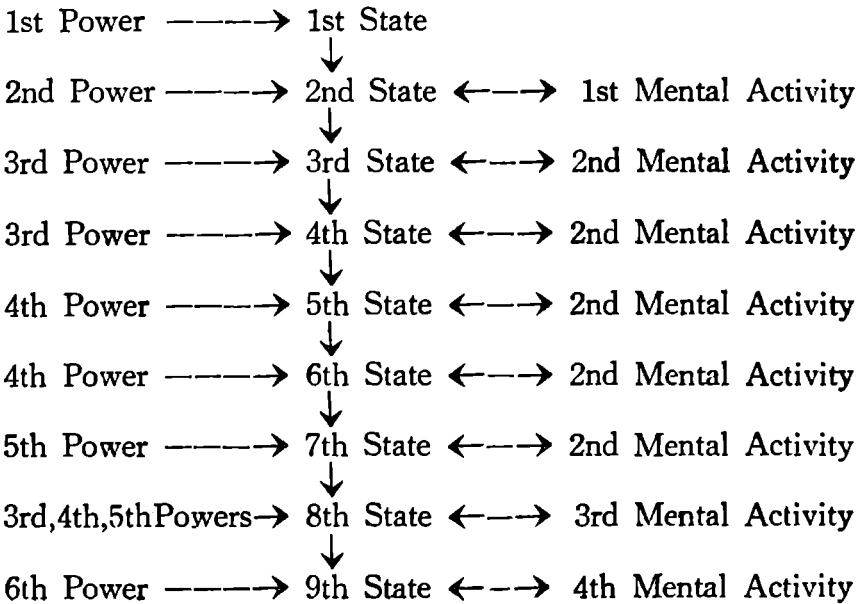 1st Power ————→ 1st State
↓
2nd Power ————→ 2nd State ←——→ 1st Mental Activity
↓
3rd Power ————→ 3rd State ←——→ 2nd Mental Activity
↓
3rd Power ————→ 4th State ←——→ 2nd Mental Activity
↓
4th Power ————→ 5th State ←——→ 2nd Mental Activity
↓
4th Power ————→ 6th State ←——→ 2nd Mental Activity
↓
5th Power ————→ 7th State ←——→ 2nd Mental Activity
↓
3rd,4th,5thPowers→ 8th State ←——→ 3rd Mental Activity
↓
6th Power ————→ 9th State ←——→ 4th Mental Activity